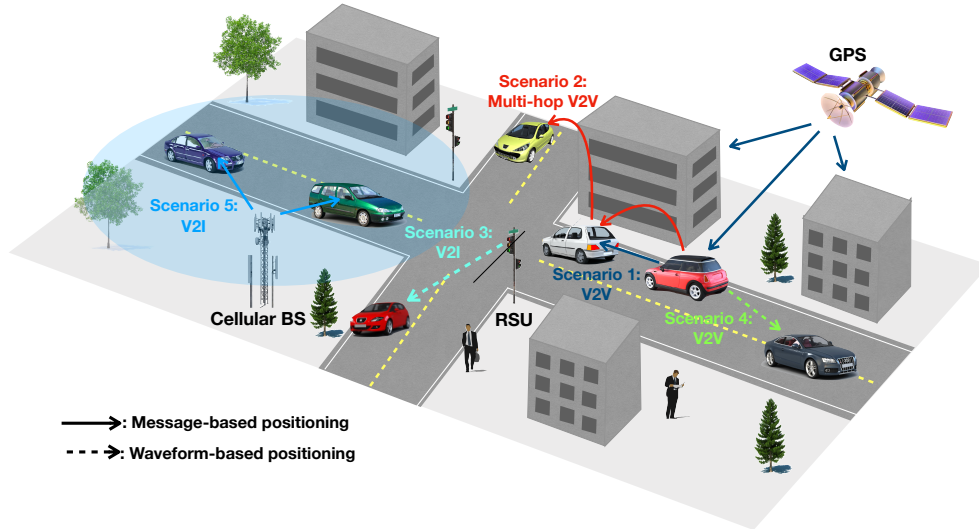 GPS
Scenario 2:
Multi-hop V2V
Scenario 5:
V2I
Scenario 3:
V2I
Scenario 1:
V2V
Cellular BS
RSU
Scenario 4:
V2V
: Message-based positioning
: Waveform-based positioning